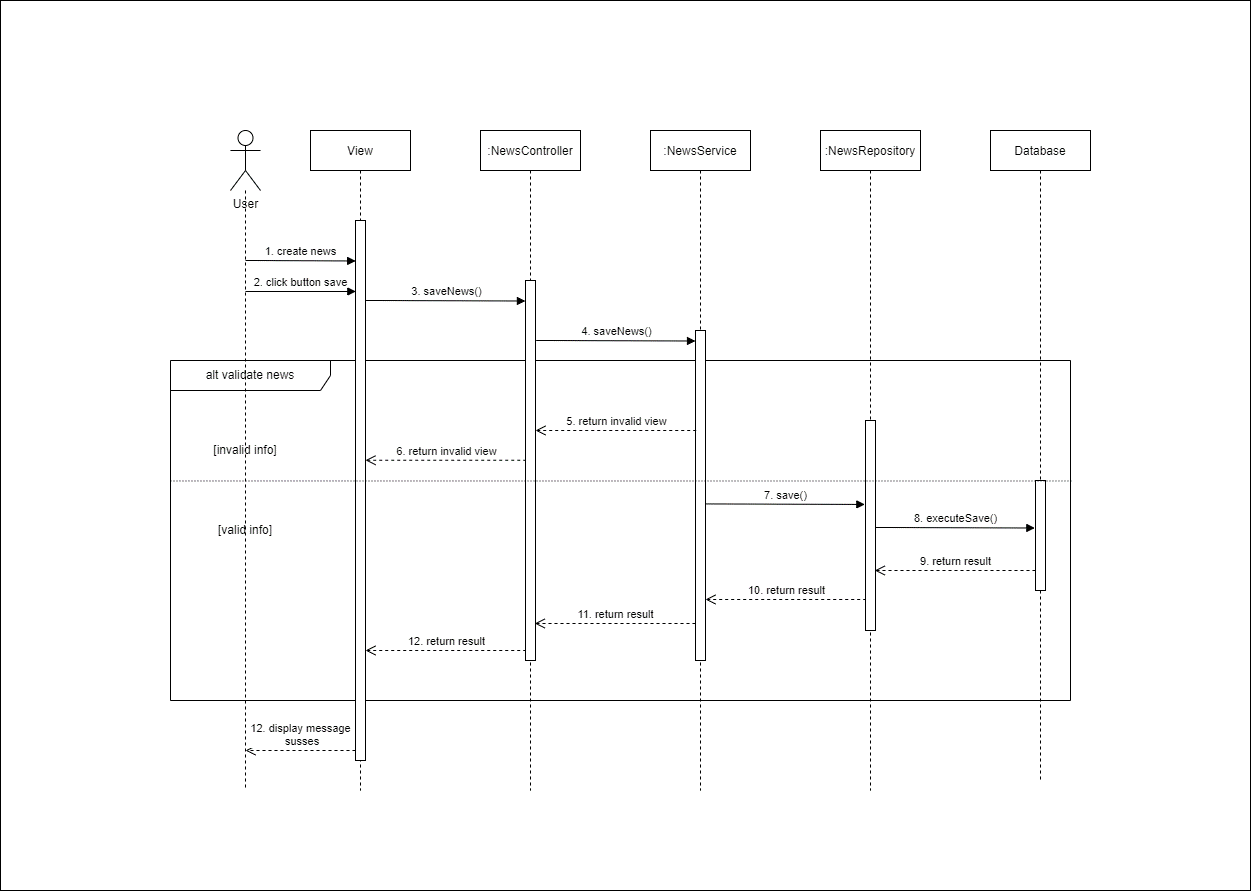 View
:NewsController
:NewsService
:NewsRepository
Database
User
1. create news
2. click button save
3. saveNews()
4. saveNews()
alt validate news
5. return invalid view
[invalid info]
6. return invalid view
7. save()
8. executeSave()
[valid info]
9. return result
10. return result
11. return result
12. return result
12. display message
susses